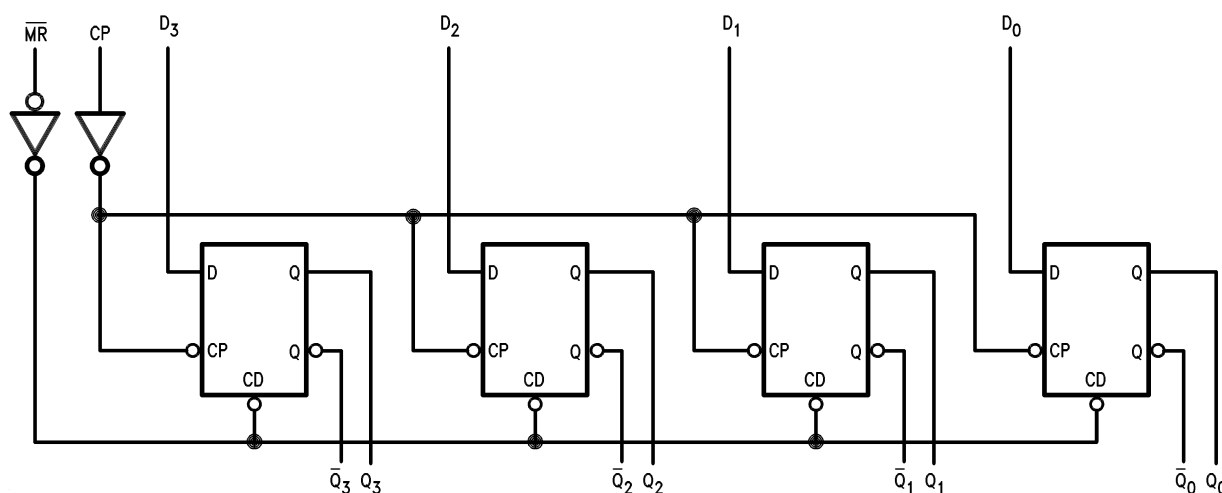 M̅R̅ CP D3 D2 D1 D0
D Q D Q D Q D Q
CP Q CP Q CP Q CP Q
CD CD CD CD
Q̅3 Q3 Q̅2 Q2 Q̅1 Q1 Q̅0 Q0